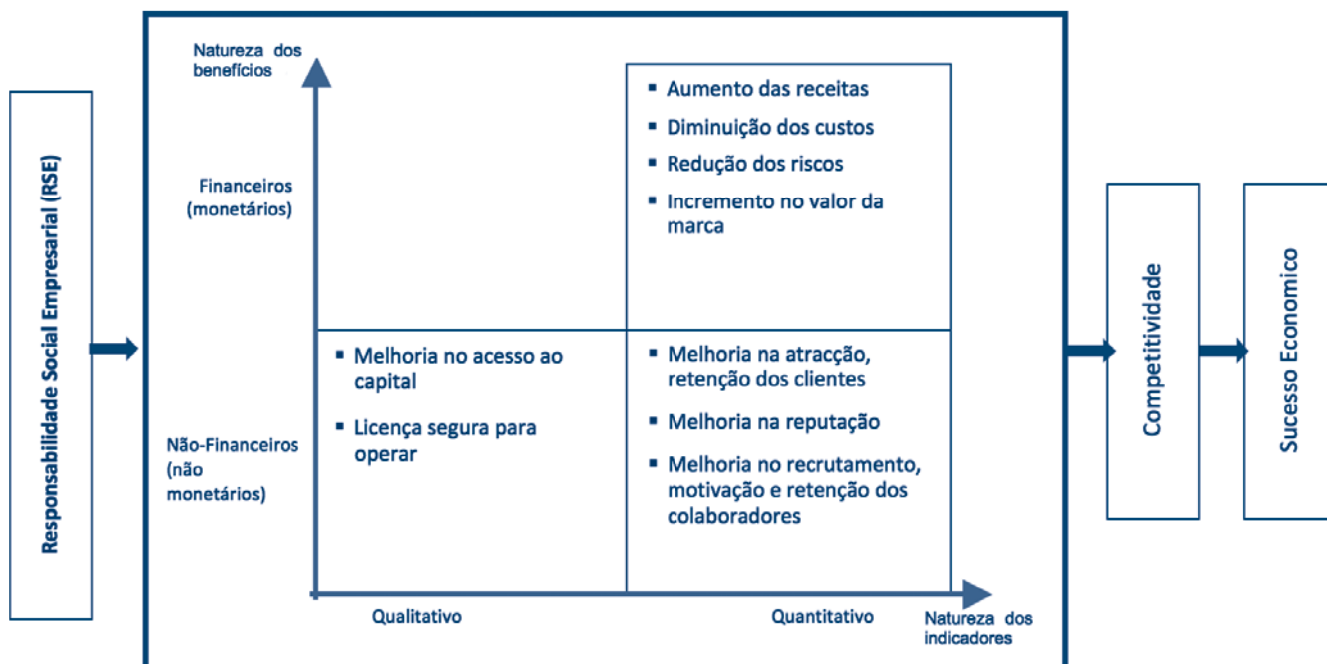 Responsabilidade Social Empresarial (RSE)
Natureza dos
benefícios
Financeiros
(monetários)
▪ Aumento das receitas
▪ Diminuição dos custos
▪ Redução dos riscos
▪ Incremento no valor da
marca
Não-Financeiros
(não
monetários)
▪ Melhoria no acesso ao
capital
▪ Licença segura para
operar
▪ Melhoria na atracção,
retenção dos clientes
▪ Melhoria na reputação
▪ Melhoria no recrutamento,
motivação e retenção dos
colaboradores
Qualitativo
Quantitativo
Natureza dos
indicadores
Competitividade
Sucesso Economico